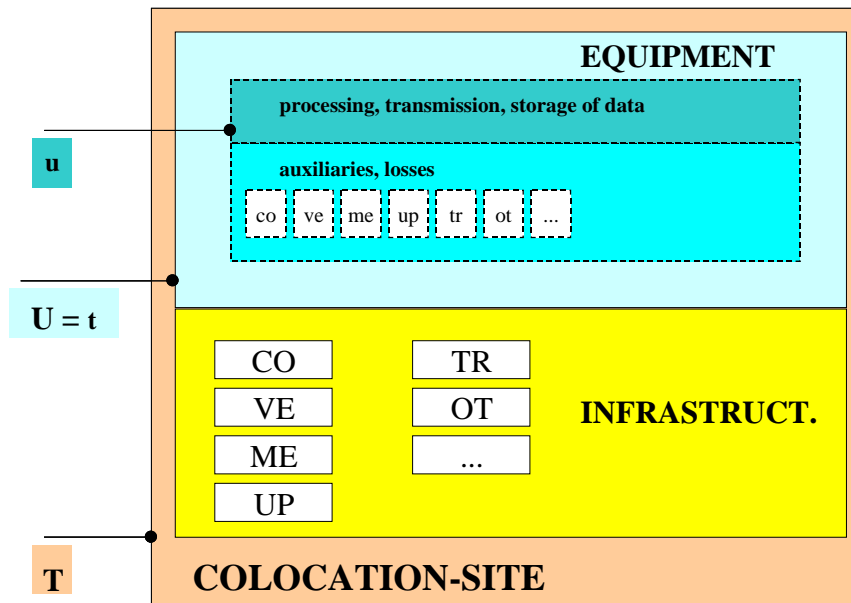 EQUIPMENT
processing, transmission, storage of data
u
auxiliaries, losses
co ve me up tr ot ...
U = t
CO TR
VE OT
INFRASTRUCT.
ME ...
UP
T
COLOCATION-SITE